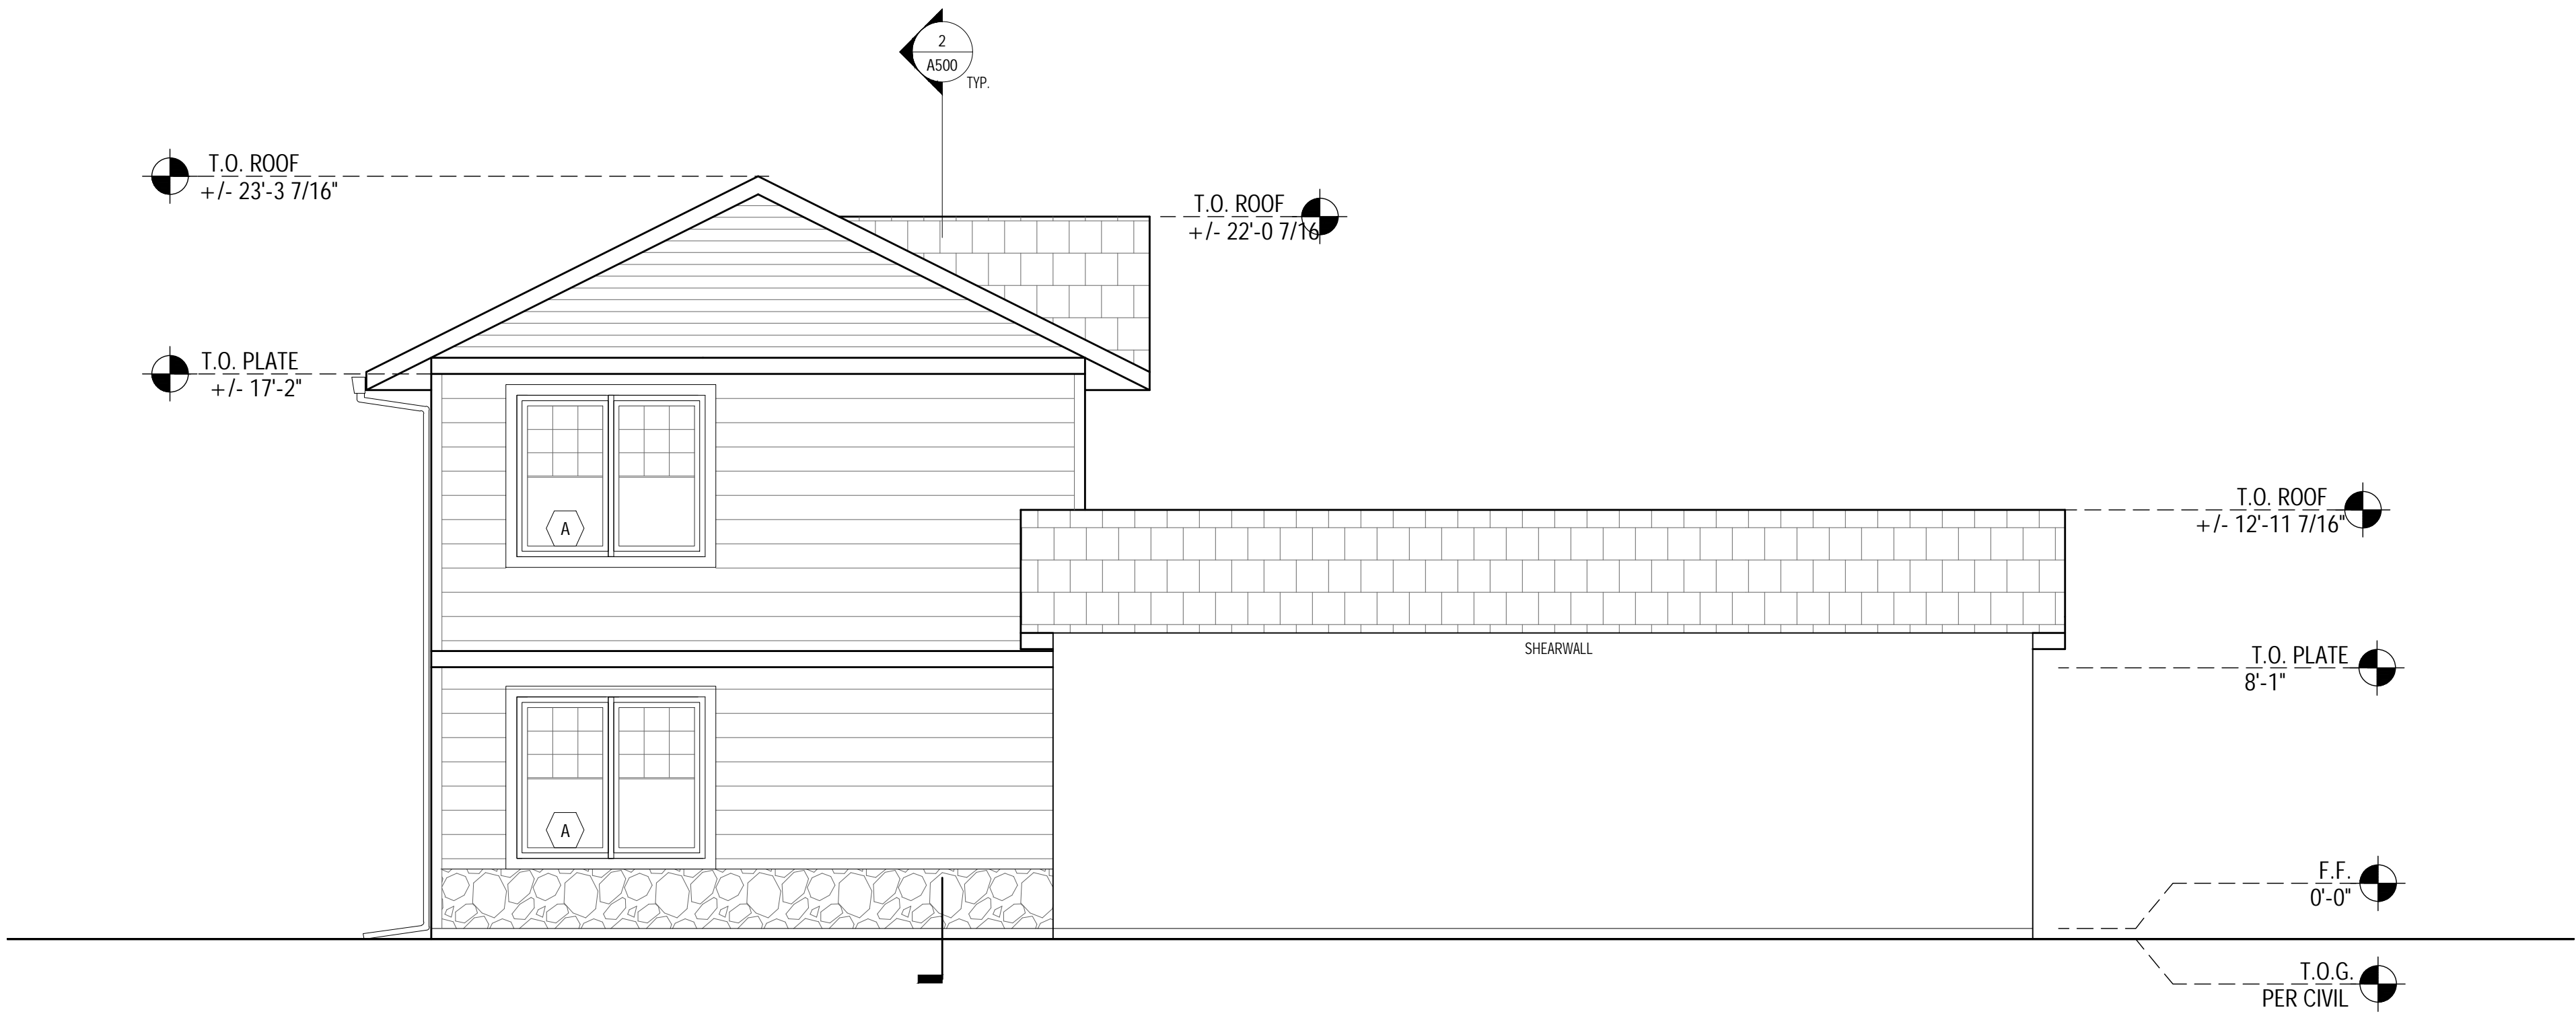 2
A500
TYP.
T.O. ROOF
+/- 23'-3 7/16"
T.O. ROOF
+/- 22'-0 7/16
T.O. PLATE
+/- 17'-2"
T.O. ROOF
+/- 12'-11 7/16"
A
SHEARWALL
T.O. PLATE
8'-1"
A
F.F.
0'-0"
T.O.G.
PER CIVIL